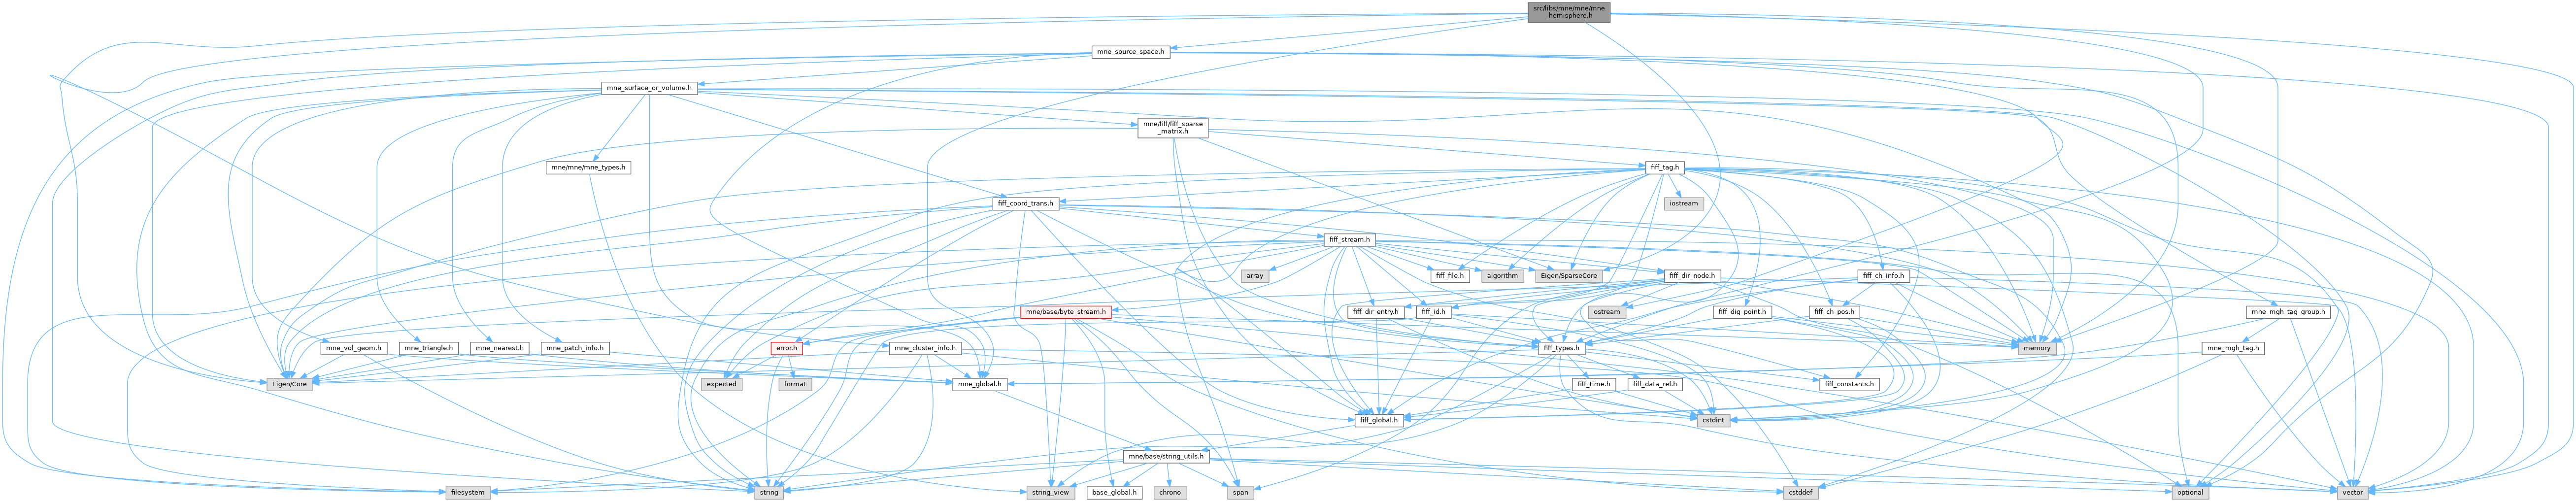 src/libs/mne/mne/mne
_hemisphere.h
mne_source_space.h
mne_surface_or_volume.h
mne/fiff/fiff_sparse
_matrix.h
mne/mne/mne_types.h
fiff_tag.h
fiff_coord_trans.h
iostream
fiff_stream.h
array
fiff_file.h
algorithm
Eigen/SparseCore
fiff_dir_node.h
fiff_ch_info.h
mne/base/byte_stream.h
fiff_dir_entry.h
fiff_id.h
ostream
fiff_dig_point.h
fiff_ch_pos.h
mne_mgh_tag_group.h
mne_vol_geom.h
mne_triangle.h
mne_nearest.h
mne_patch_info.h
error.h
mne_cluster_info.h
fiff_types.h
memory
mne_mgh_tag.h
Eigen/Core
expected
format
mne_global.h
fiff_time.h
fiff_data_ref.h
fiff_constants.h
fiff_global.h
cstdint
mne/base/string_utils.h
filesystem
string
string_view
base_global.h
chrono
span
cstddef
optional
vector